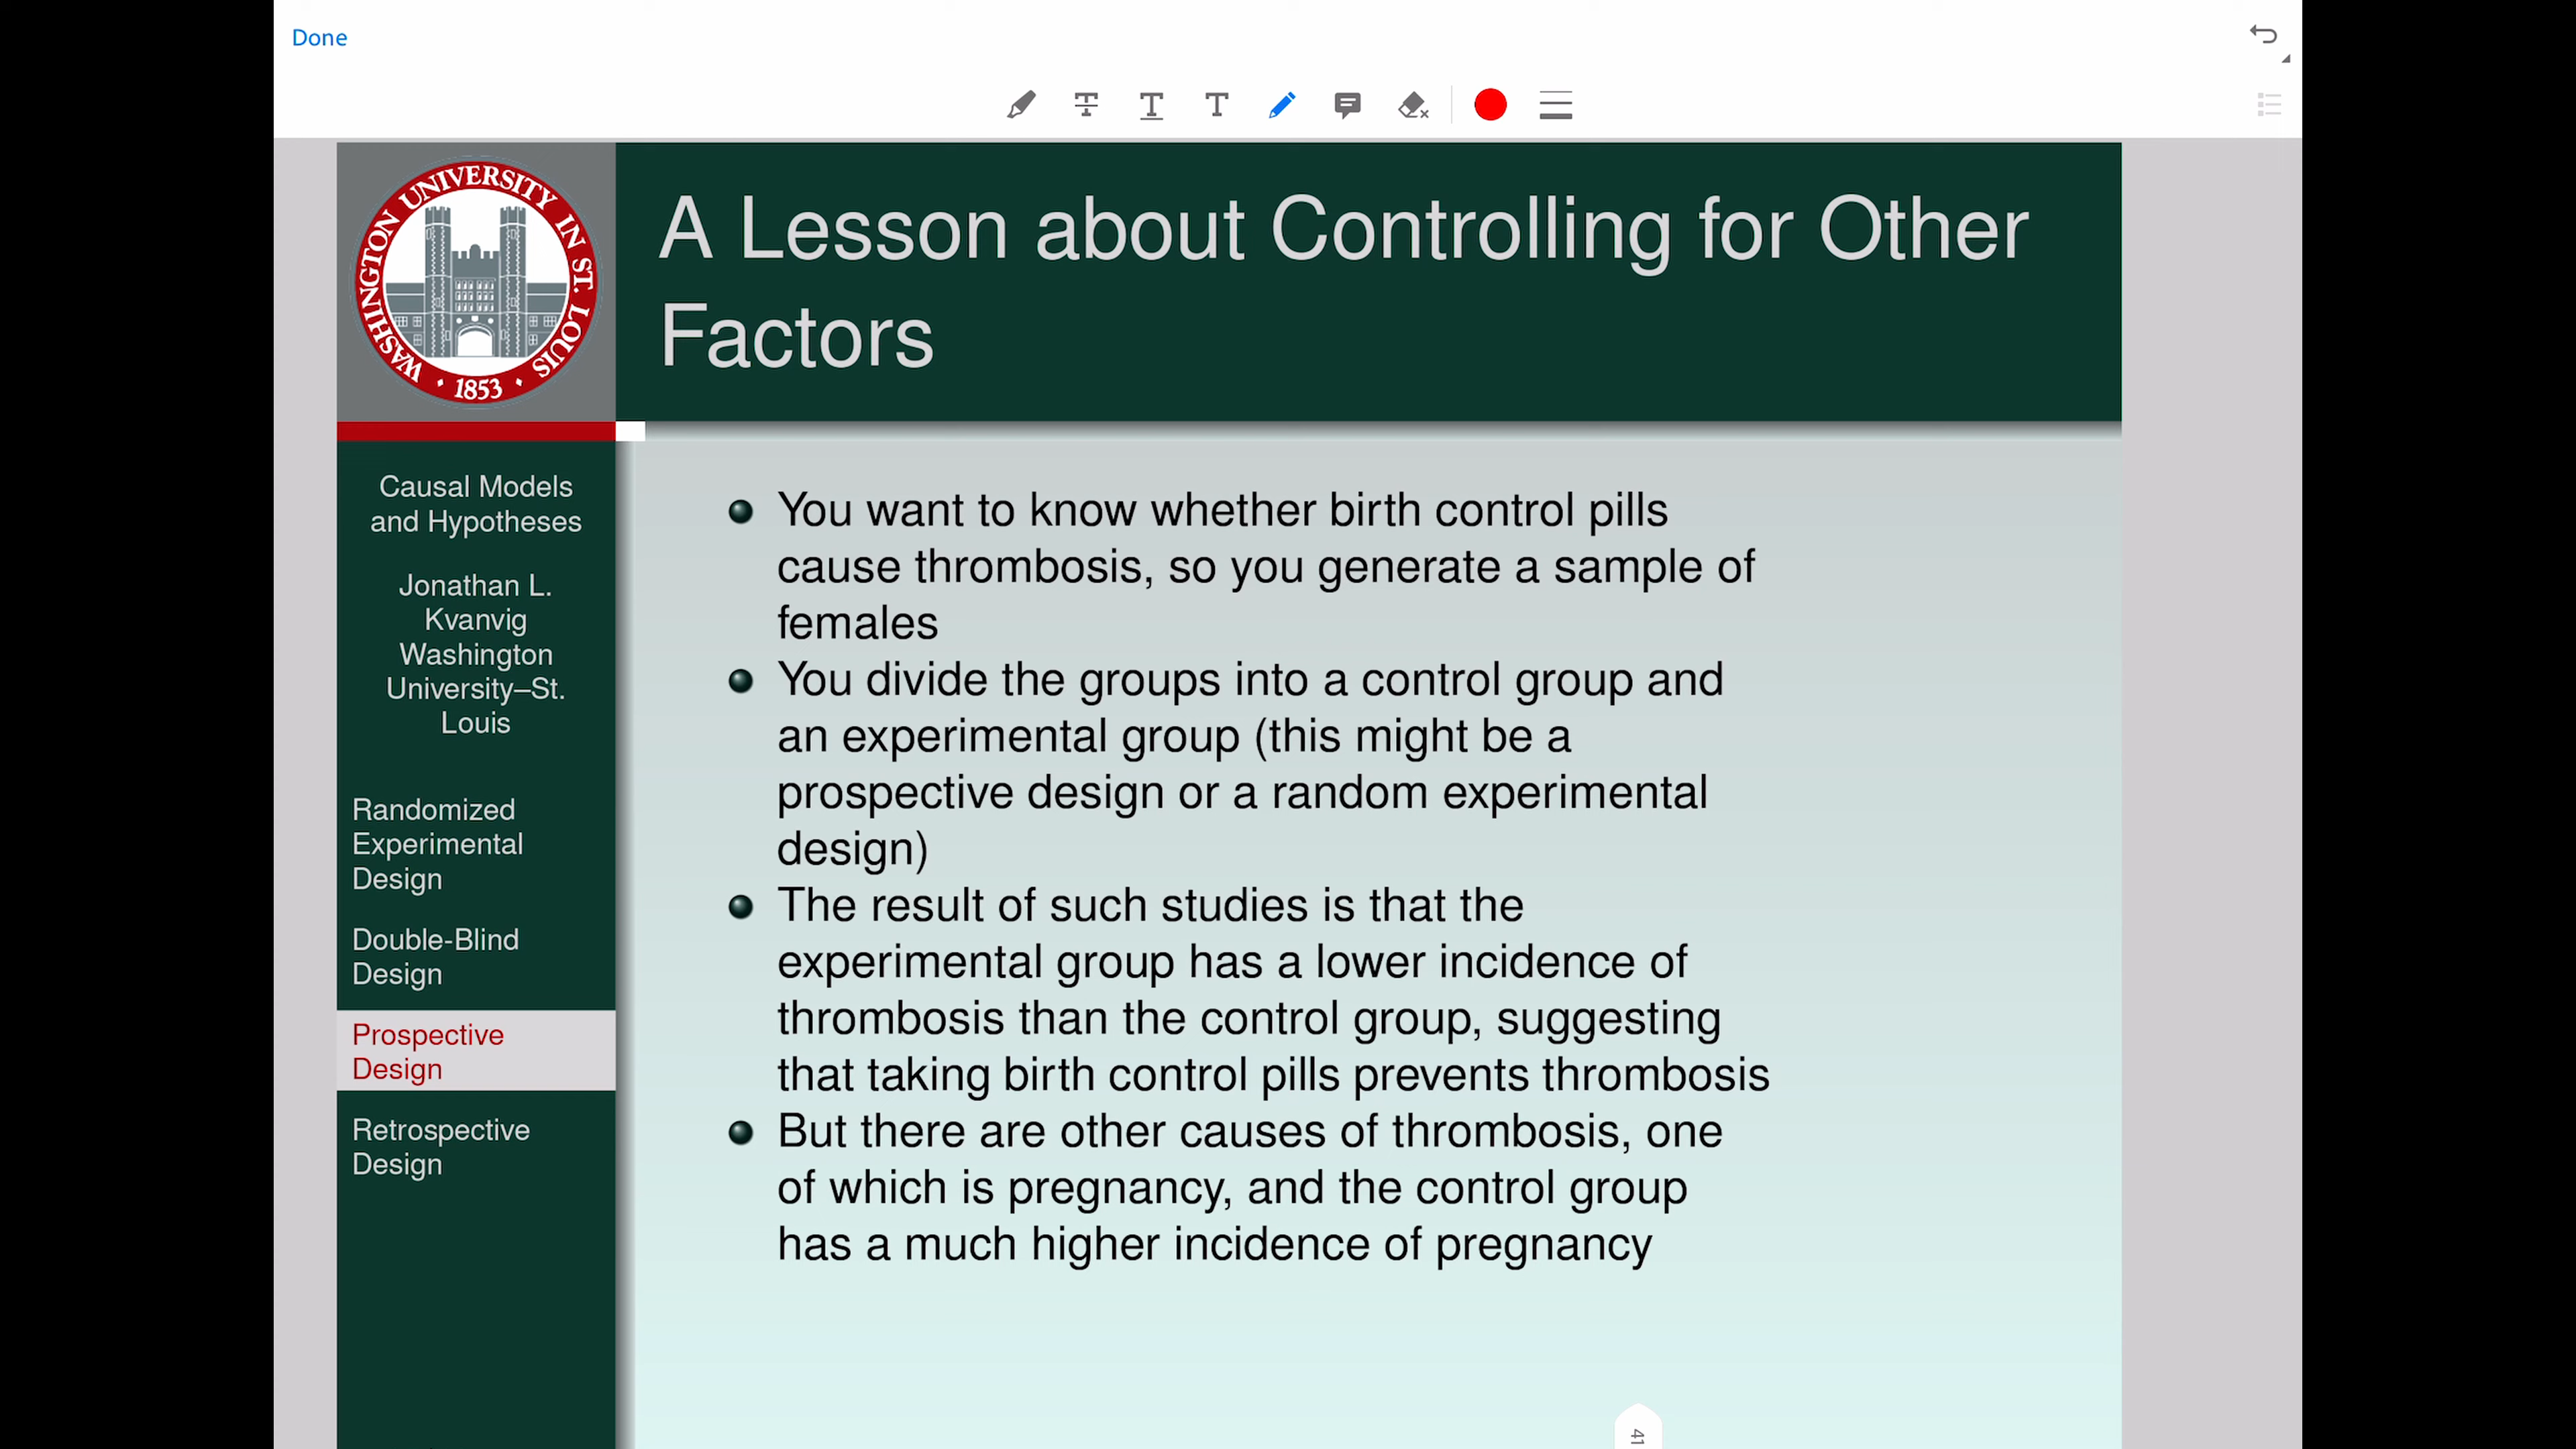 Done
WASHINGTON UNIVERSITY IN ST. LOUIS
· 1853 ·
A Lesson about Controlling for Other
Factors
Causal Models
and Hypotheses
Jonathan L.
Kvanvig
Washington
University–St.
Louis
Randomized
Experimental
Design
Double-Blind
Design
Prospective
Design
Retrospective
Design
You want to know whether birth control pills
cause thrombosis, so you generate a sample of
females
You divide the groups into a control group and
an experimental group (this might be a
prospective design or a random experimental
design)
The result of such studies is that the
experimental group has a lower incidence of
thrombosis than the control group, suggesting
that taking birth control pills prevents thrombosis
But there are other causes of thrombosis, one
of which is pregnancy, and the control group
has a much higher incidence of pregnancy
41